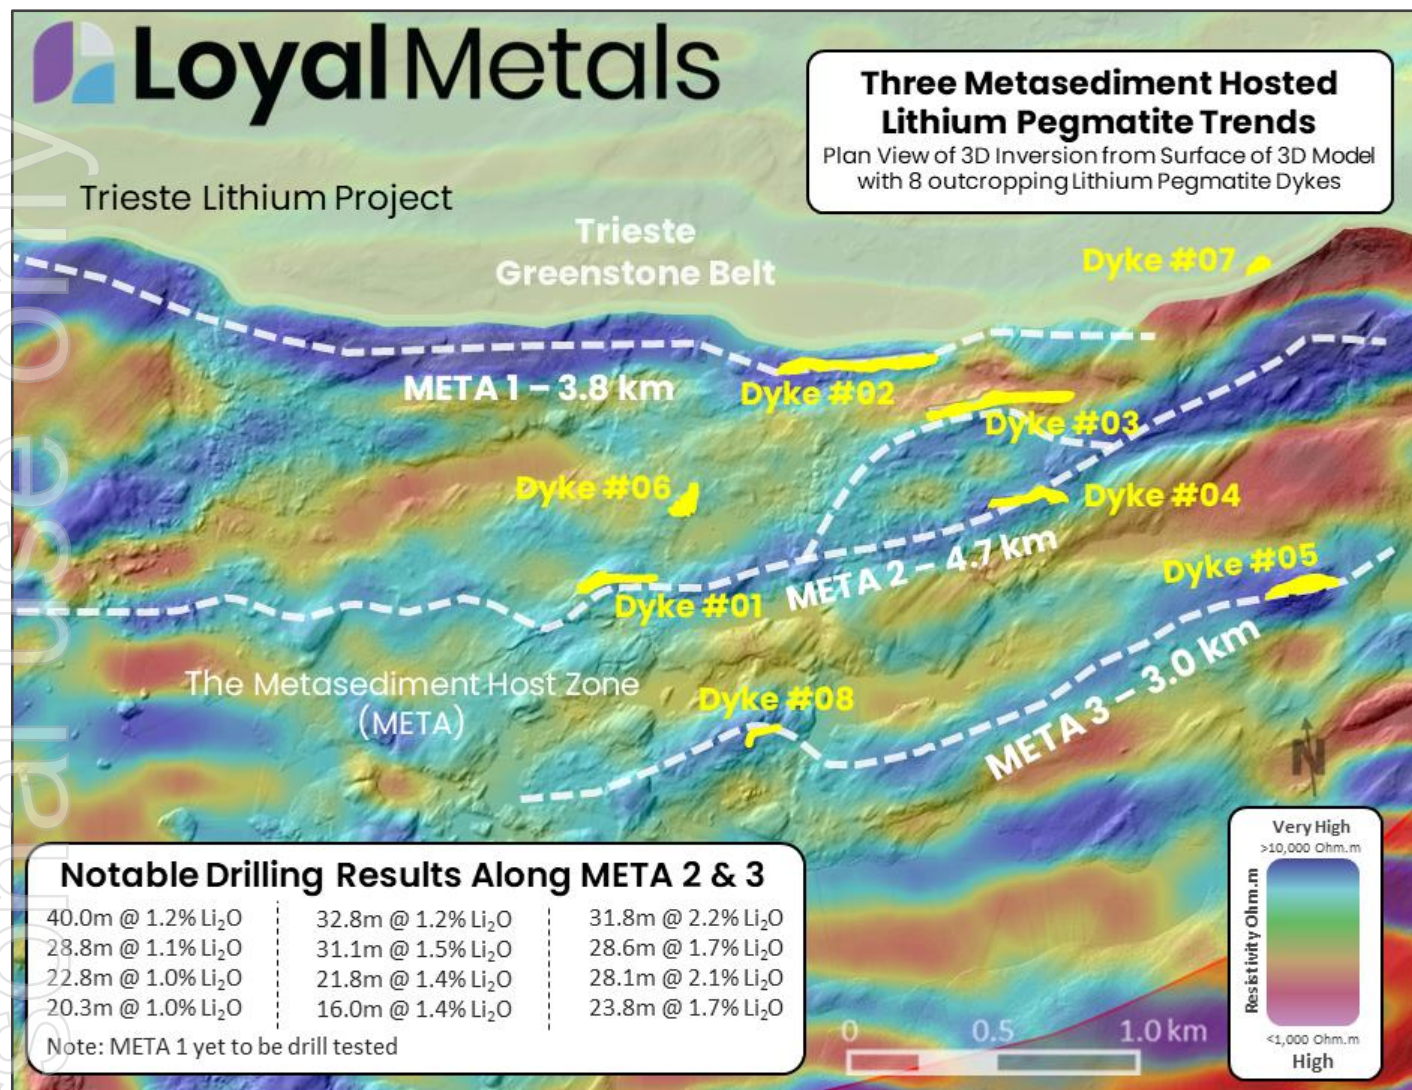 Loyal Metals
Three Metasediment Hosted
Lithium Pegmatite Trends
Plan View of 3D Inversion from Surface of 3D Model
with 8 outcropping Lithium Pegmatite Dykes
Trieste Lithium Project
Trieste
Greenstone Belt
Dyke #07
META 1 – 3.8 km
Dyke #02
Dyke #03
Dyke #06
Dyke #04
META 2 – 4.7 km
Dyke #05
Dyke #01
The Metasediment Host Zone
(META)
Dyke #08
META 3 – 3.0 km
N
Notable Drilling Results Along META 2 & 3
40.0m @ 1.2% Li₂O
28.8m @ 1.1% Li₂O
22.8m @ 1.0% Li₂O
20.3m @ 1.0% Li₂O
32.8m @ 1.2% Li₂O
31.1m @ 1.5% Li₂O
21.8m @ 1.4% Li₂O
16.0m @ 1.4% Li₂O
31.8m @ 2.2% Li₂O
28.6m @ 1.7% Li₂O
28.1m @ 2.1% Li₂O
23.8m @ 1.7% Li₂O
Note: META 1 yet to be drill tested
0 0.5 1.0 km
Very High
>10,000 Ohm.m
Resistivity Ohm.m
<1,000 Ohm.m
High
sonal use only